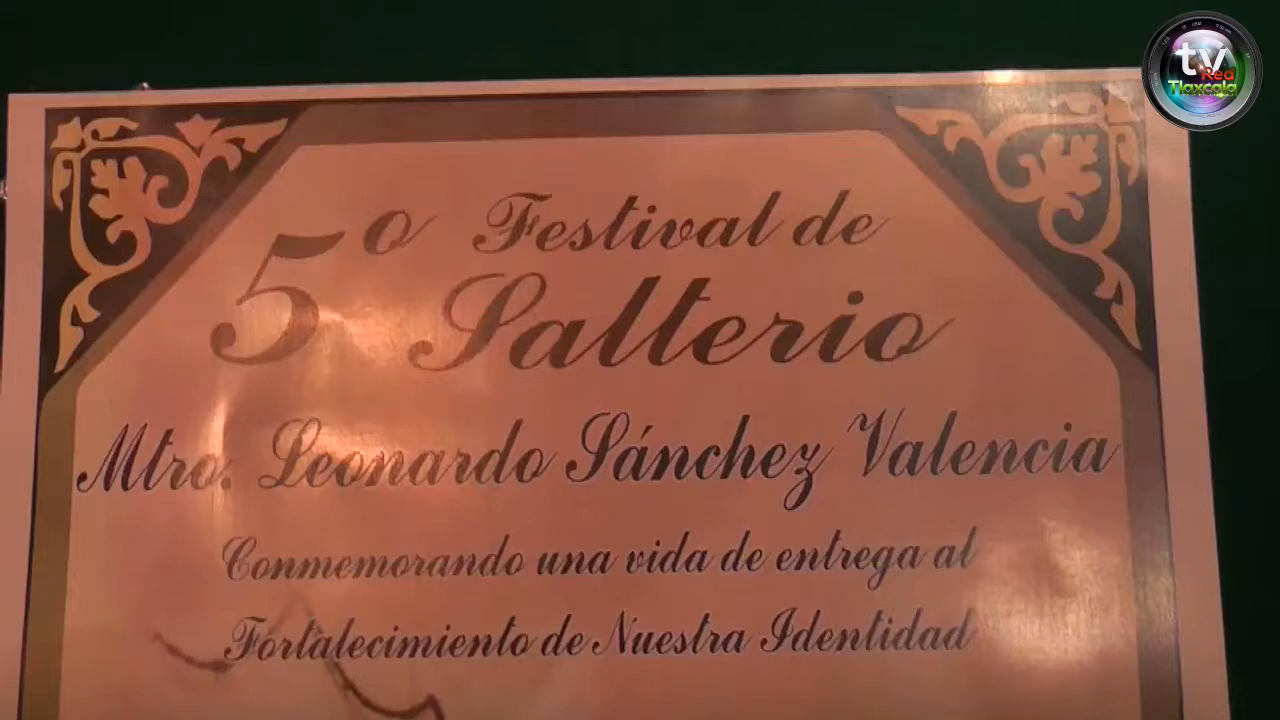 tv
Red
Tlaxcala
5º Festival de
Salterio
Mtro. Leonardo Sánchez Valencia
Conmemorando una vida de entrega al
Fortalecimiento de Nuestra Identidad